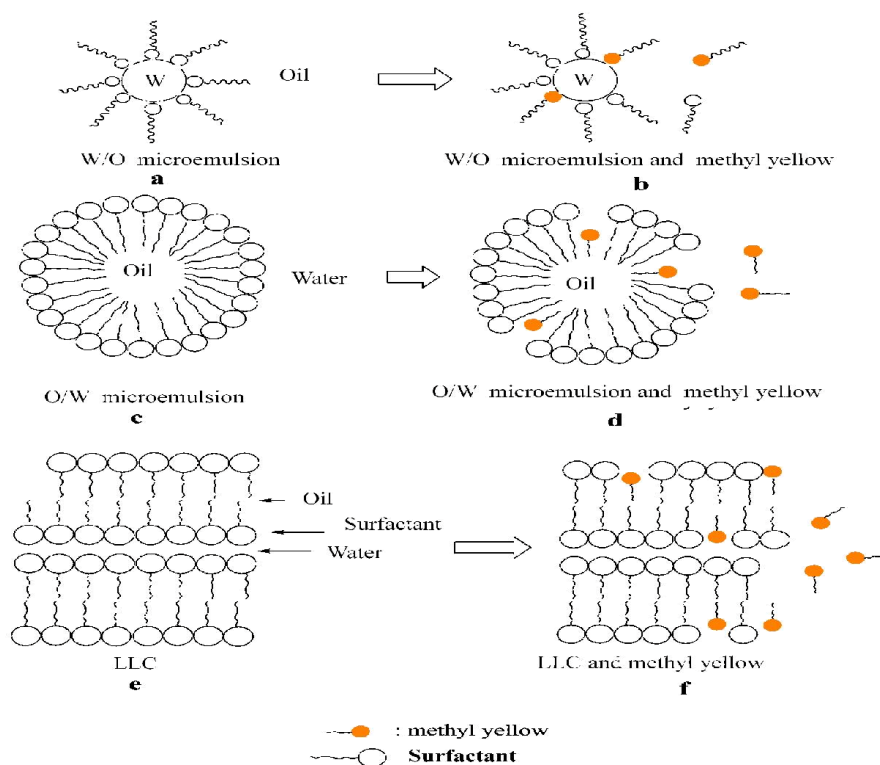 W
Oil
W
W/O microemulsion
W/O microemulsion and methyl yellow
a
b
Oil
Water
Oil
O/W microemulsion
O/W microemulsion and methyl yellow
c
d
Oil
Surfactant
Water
LLC
LLC and methyl yellow
e
f
: methyl yellow
Surfactant